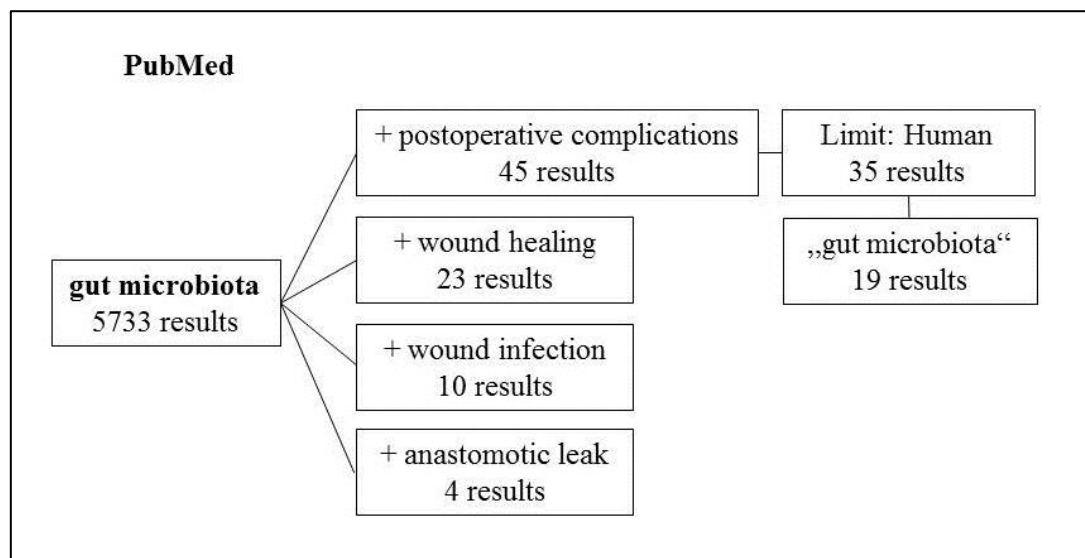 PubMed
gut microbiota
5733 results
+ postoperative complications
45 results
Limit: Human
35 results
„gut microbiota“
19 results
+ wound healing
23 results
+ wound infection
10 results
+ anastomotic leak
4 results